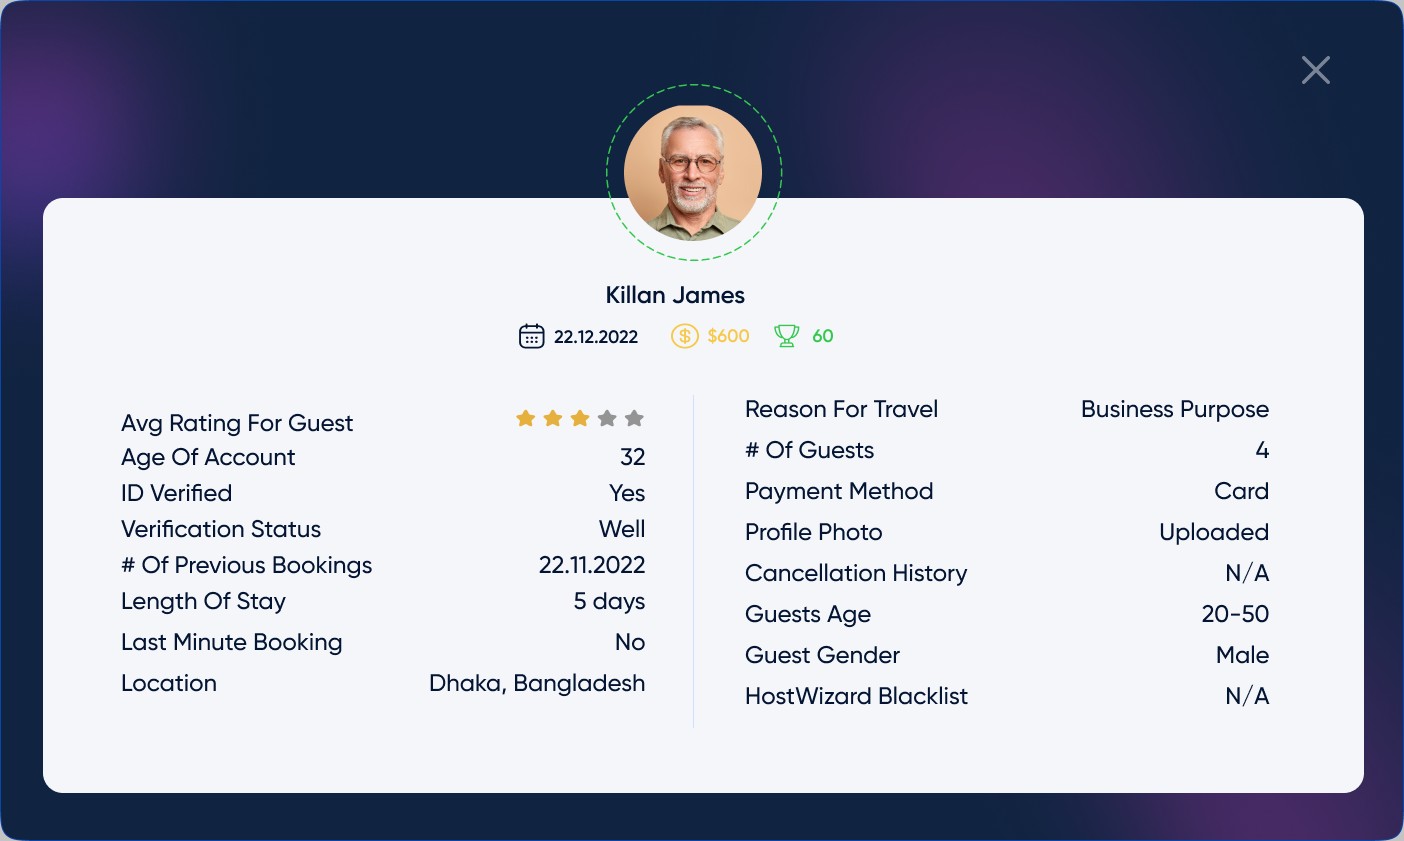 Killan James
22.12.2022 $600 60
Avg Rating For Guest
Age Of Account 32
ID Verified Yes
Verification Status Well
# Of Previous Bookings 22.11.2022
Length Of Stay 5 days
Last Minute Booking No
Location Dhaka, Bangladesh
Reason For Travel Business Purpose
# Of Guests 4
Payment Method Card
Profile Photo Uploaded
Cancellation History N/A
Guests Age 20-50
Guest Gender Male
HostWizard Blacklist N/A